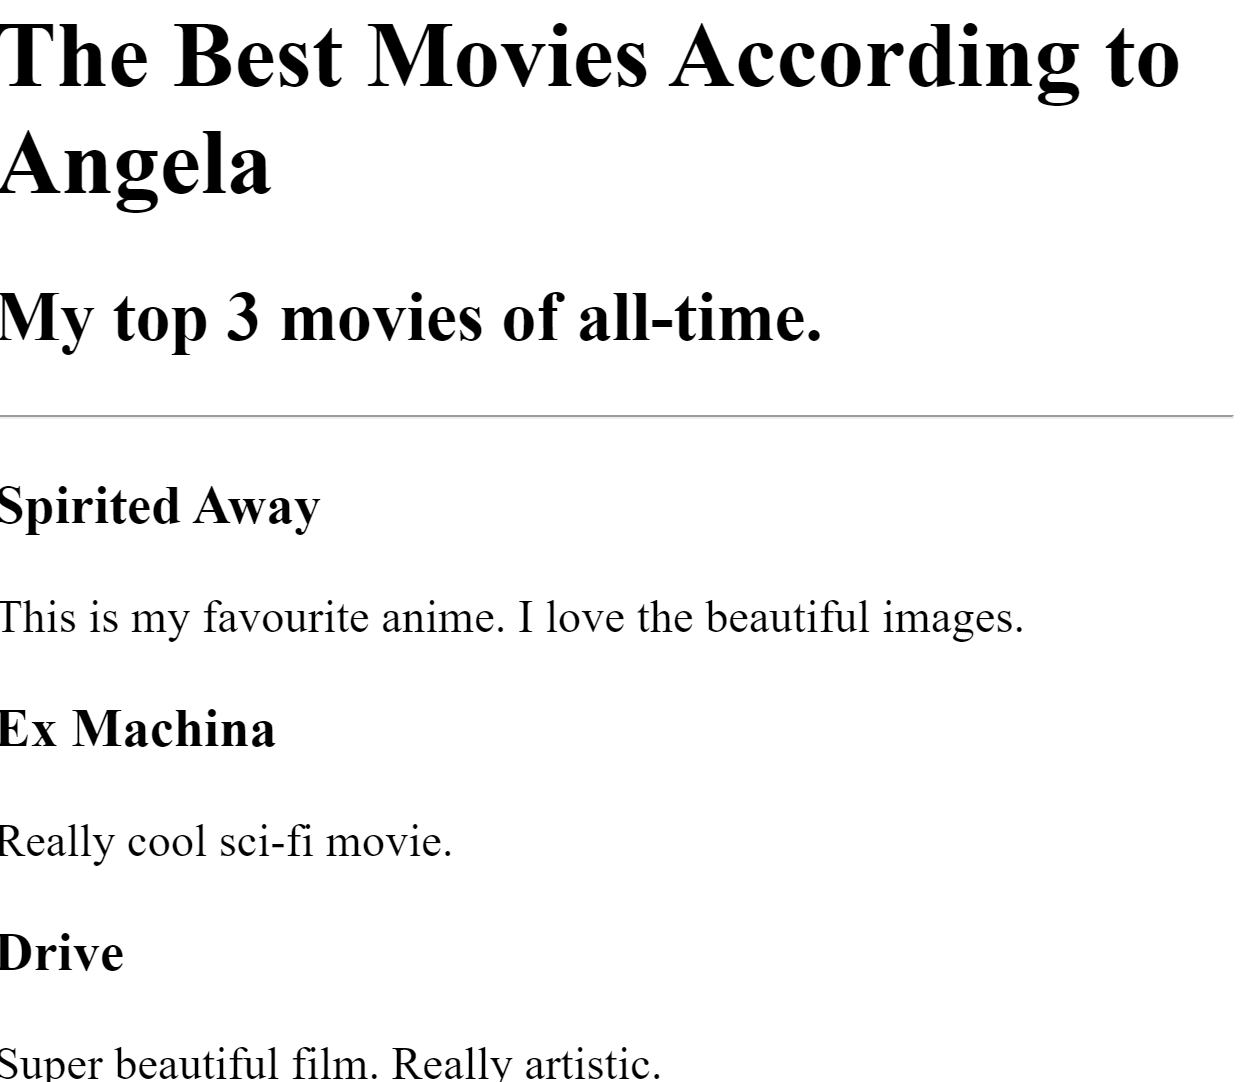 The Best Movies According to
Angela
My top 3 movies of all-time.
Spirited Away
This is my favourite anime. I love the beautiful images.
Ex Machina
Really cool sci-fi movie.
Drive
Super beautiful film. Really artistic.